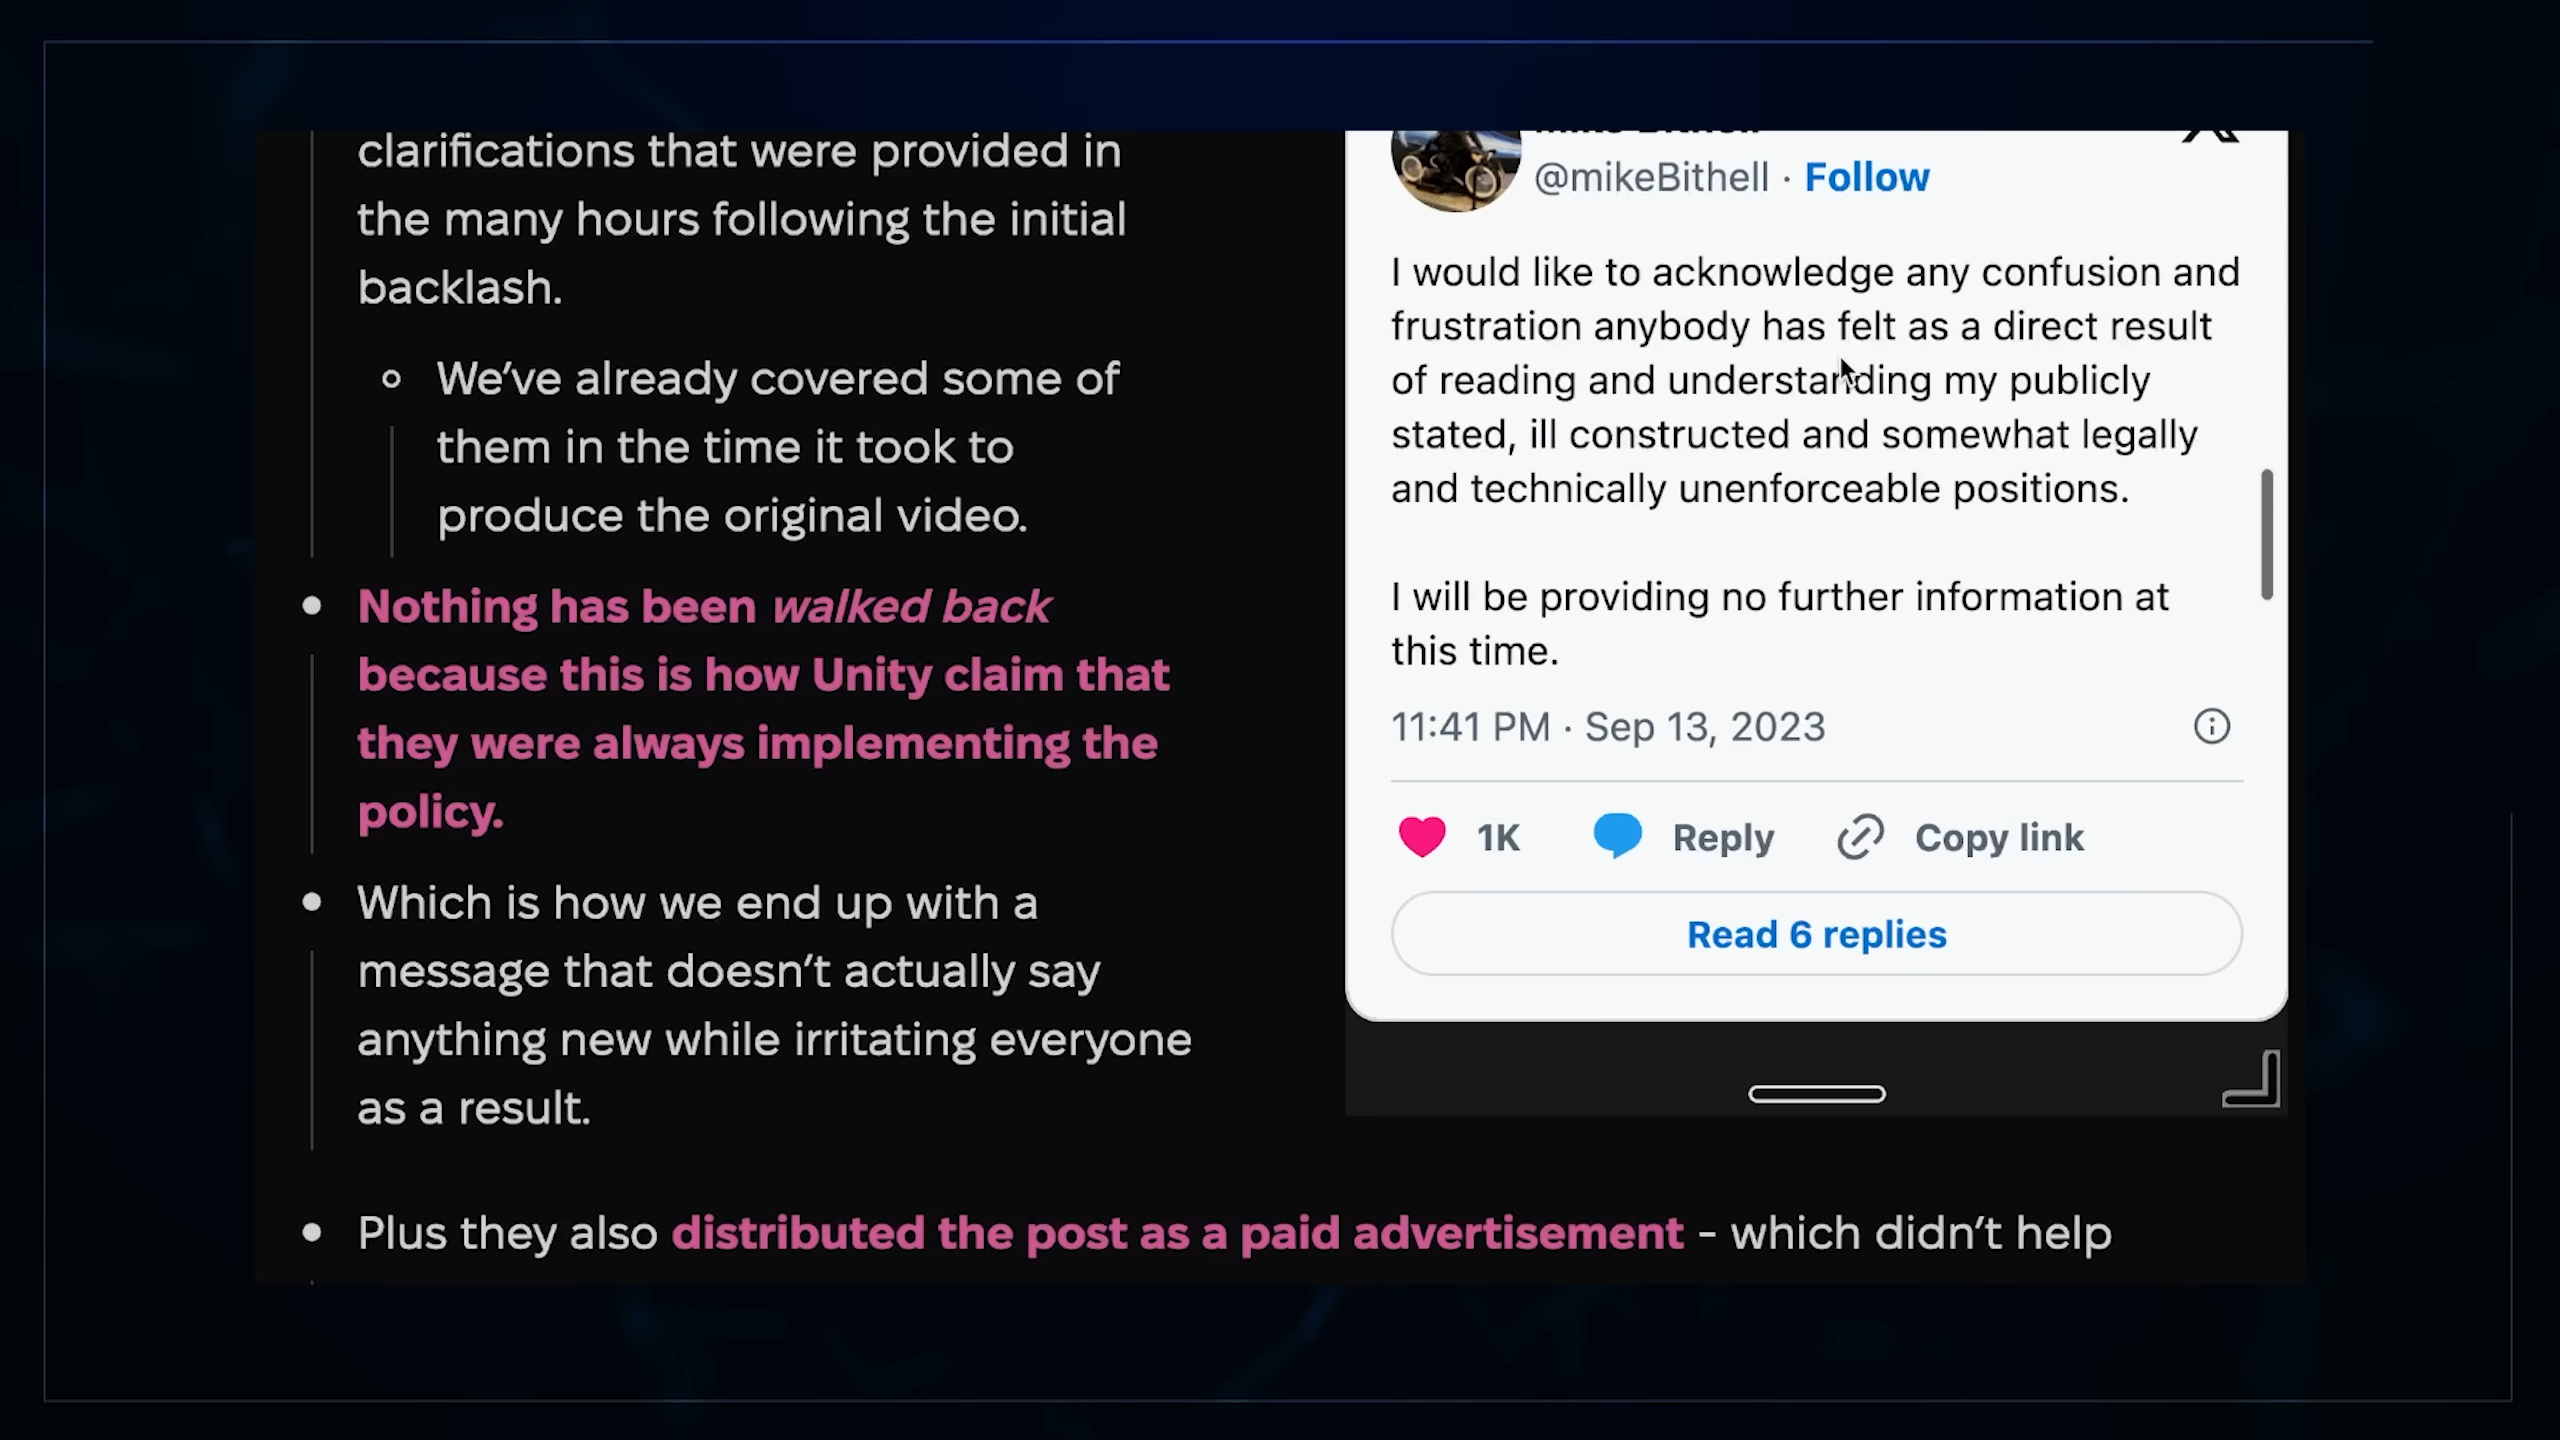 clarifications that were provided in
the many hours following the initial
backlash.
We've already covered some of
them in the time it took to
produce the original video.
Nothing has been walked back
because this is how Unity claim that
they were always implementing the
policy.
Which is how we end up with a
message that doesn't actually say
anything new while irritating everyone
as a result.
Plus they also distributed the post as a paid advertisement - which didn't help
@mikeBithell · Follow
I would like to acknowledge any confusion and
frustration anybody has felt as a direct result
of reading and understanding my publicly
stated, ill constructed and somewhat legally
and technically unenforceable positions.
I will be providing no further information at
this time.
11:41 PM · Sep 13, 2023
1K Reply Copy link
Read 6 replies